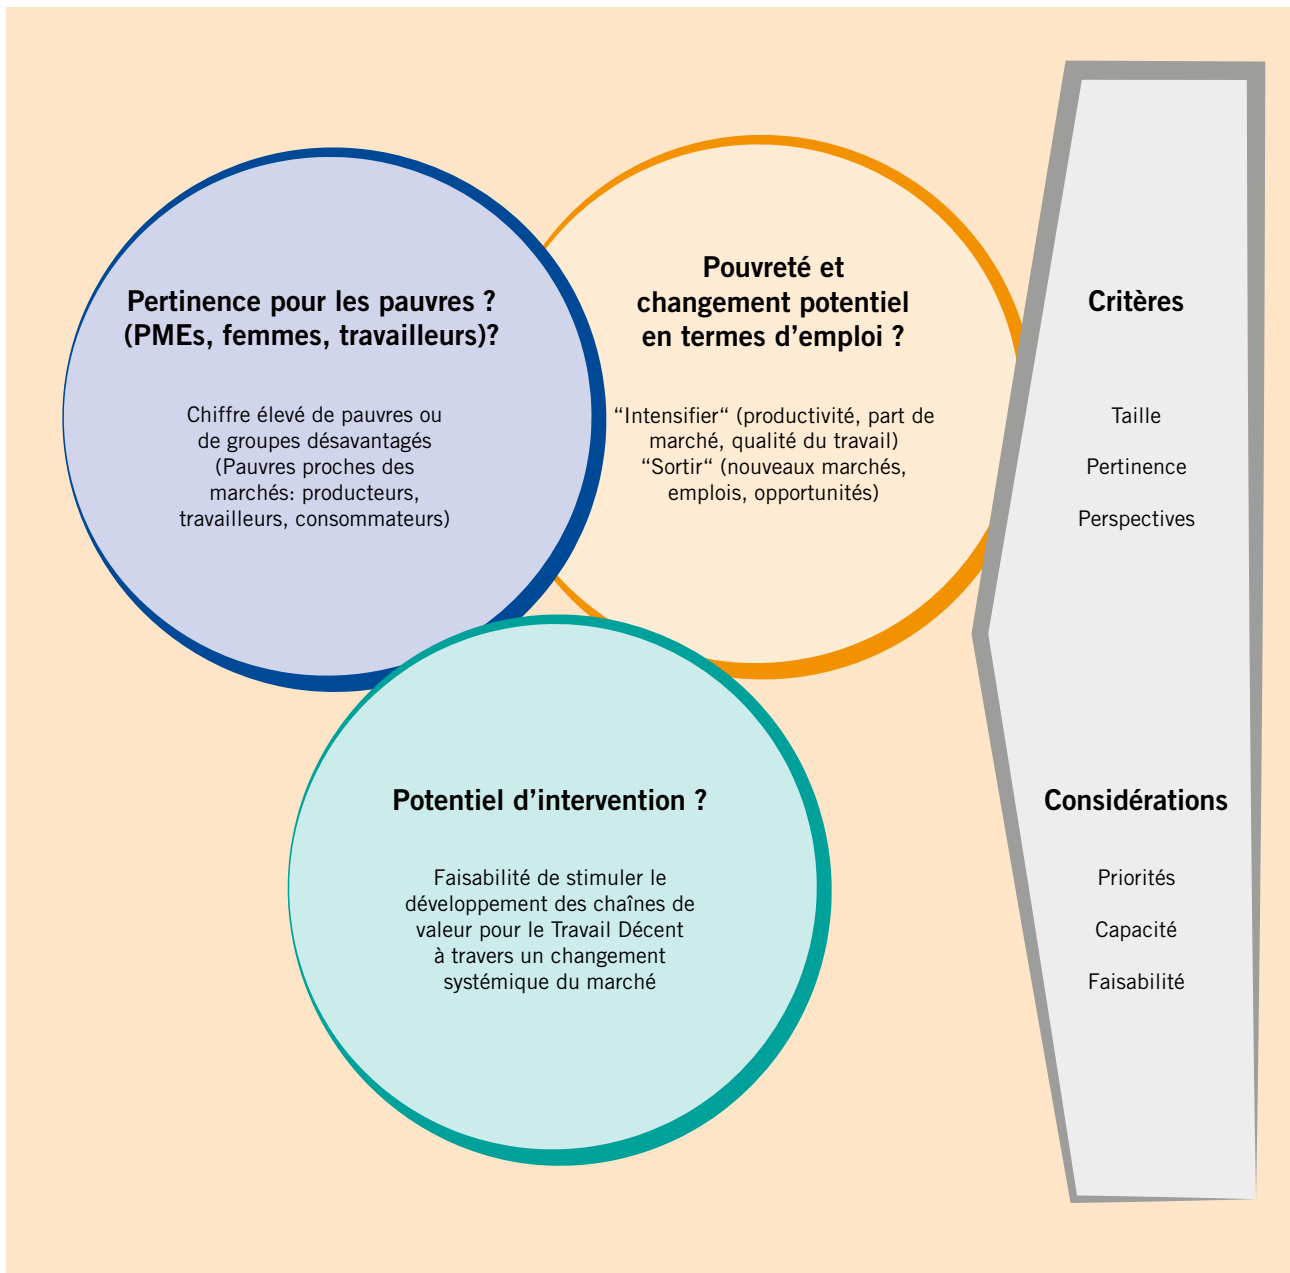 Pertinence pour les pauvres ?
(PMEs, femmes, travailleurs)?
Chiffre élevé de pauvres ou
de groupes désavantagés
(Pauvres proches des
marchés: producteurs,
travailleurs, consommateurs)
Pouvreté et
changement potentiel
en termes d’emploi ?
“Intensifier“ (productivité, part de
marché, qualité du travail)
“Sortir“ (nouveaux marchés,
emplois, opportunités)
Potentiel d’intervention ?
Faisabilité de stimuler le
développement des chaînes de
valeur pour le Travail Décent
à travers un changement
systémique du marché
Critères
Taille
Pertinence
Perspectives
Considérations
Priorités
Capacité
Faisabilité